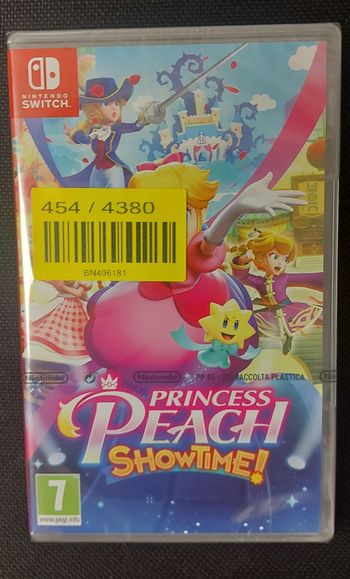 NINTENDO
SWITCH
454 / 4380
BN406181
Nintendo
Nintendo
PP 05 -
RACCOLTA PLASTICA
PRINCESS
PEACH
SHOWTIME!
7
www.pegi.info